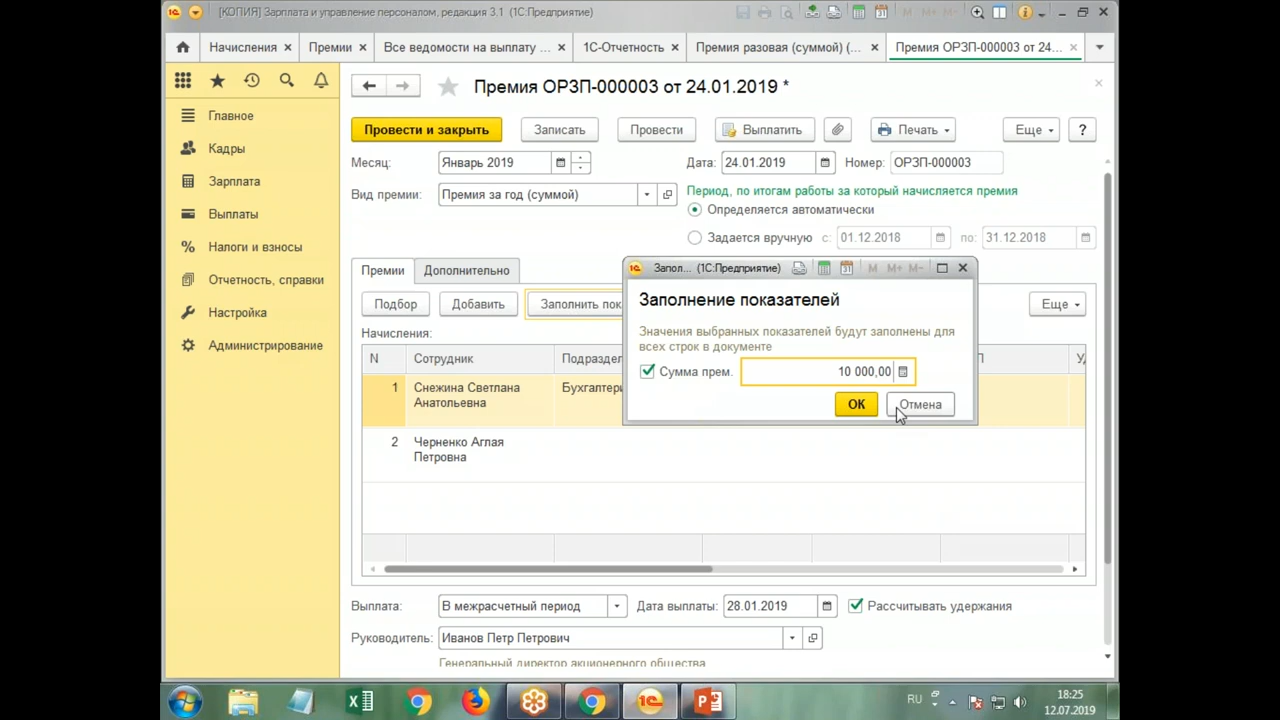 [КОПИЯ] Зарплата и управление персоналом, редакция 3.1 (1С:Предприятие)
M M+ M-
Начисления
Премии
Все ведомости на выплату ...
1С-Отчетность
Премия разовая (суммой) (...
Премия ОРЗП-000003 от 24....
Главное
Кадры
Зарплата
Выплаты
Налоги и взносы
Отчетность, справки
Настройка
Администрирование
Премия ОРЗП-000003 от 24.01.2019 *
Провести и закрыть
Записать
Провести
Выплатить
Печать
Еще
?
Месяц:
Январь 2019
Дата:
24.01.2019
Номер:
ОРЗП-000003
Вид премии:
Премия за год (суммой)
Период, по итогам работы за который начисляется премия
Определяется автоматически
Задается вручную
с:
01.12.2018
по:
31.12.2018
Премии
Дополнительно
Подбор
Добавить
Заполнить пок
Еще
Начисления:
N
Сотрудник
Подраздел
1
Снежина Светлана
Анатольевна
Бухгалтери
2
Черненко Аглая
Петровна
Запол... (1С:Предприятие)
M M+ M-
Заполнение показателей
Значения выбранных показателей будут заполнены для
всех строк в документе
Сумма прем.
10 000,00
ОК
Отмена
Выплата:
В межрасчетный период
Дата выплаты:
28.01.2019
Рассчитывать удержания
Руководитель:
Иванов Петр Петрович
Генеральный директор акционерного общества
RU
18:25
12.07.2019